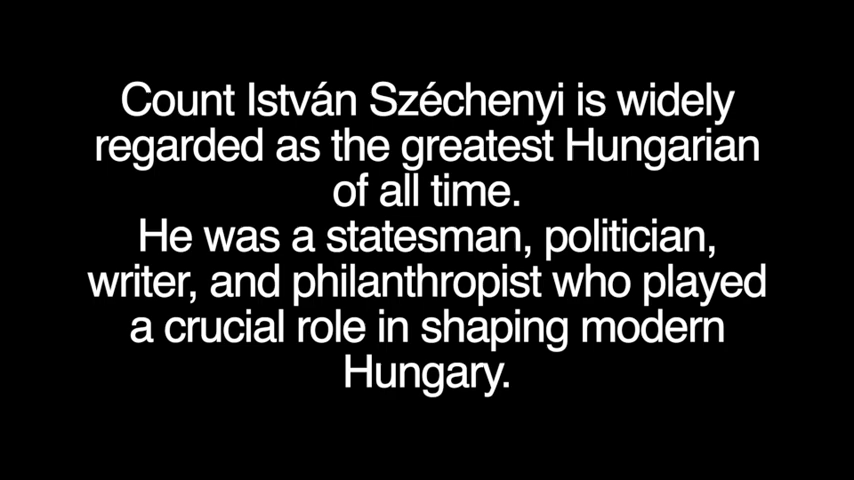 Count István Széchenyi is widely
regarded as the greatest Hungarian
of all time.
He was a statesman, politician,
writer, and philanthropist who played
a crucial role in shaping modern
Hungary.